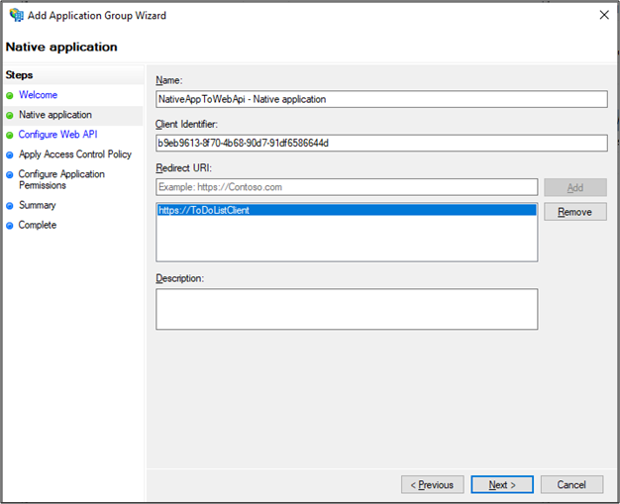 Add Application Group Wizard
Native application
Steps
Welcome
Native application
Configure Web API
Apply Access Control Policy
Configure Application
Permissions
Summary
Complete
Name:
NativeAppToWebApi - Native application
Client Identifier:
b9eb9613-8f70-4b68-90d7-91df6586644d
Redirect URI:
Example: https://Contoso.com
Add
https://ToDoListClient
Remove
Description:
< Previous
Next >
Cancel